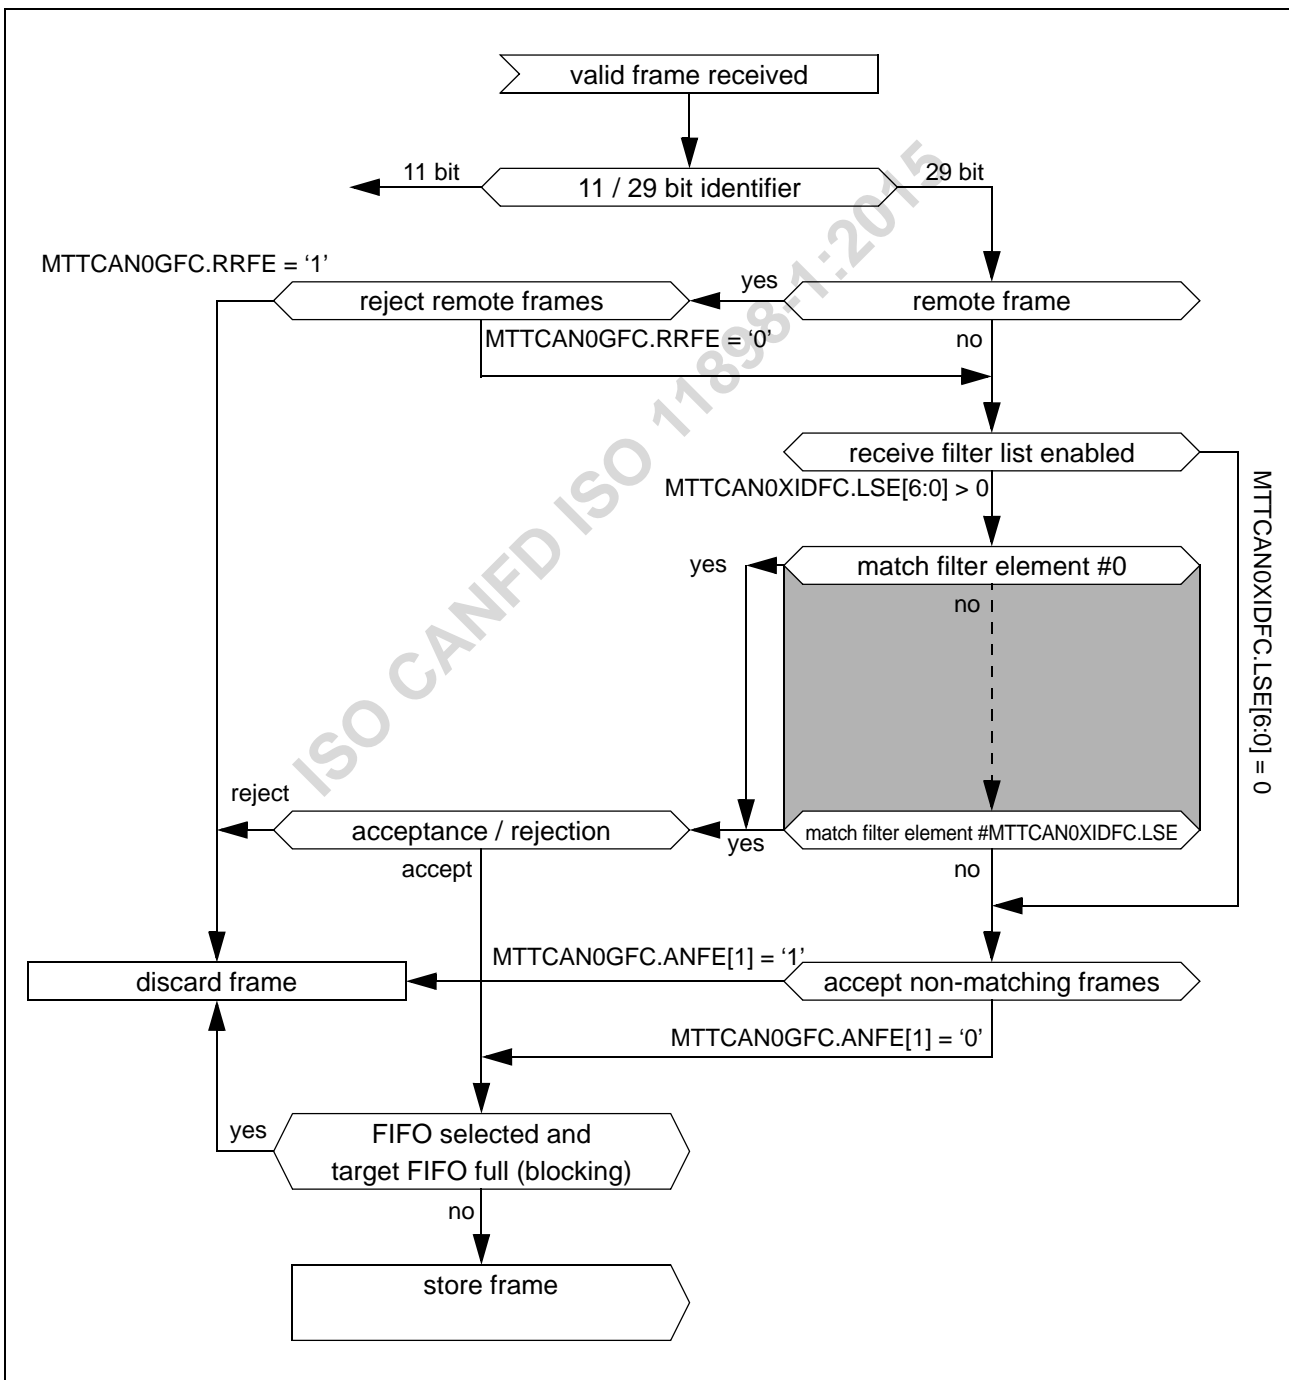 valid frame received
11 bit
11 / 29 bit identifier
29 bit
MTTCAN0GFC.RRFE = ‘1’
reject remote frames
yes
remote frame
MTTCAN0GFC.RRFE = ‘0’
no
receive filter list enabled
MTTCAN0XIDFC.LSE[6:0] > 0
MTTCAN0XIDFC.LSE[6:0] = 0
yes
match filter element #0
no
reject
acceptance / rejection
yes
match filter element #MTTCAN0XIDFC.LSE
accept
no
MTTCAN0GFC.ANFE[1] = ‘1’
discard frame
accept non-matching frames
MTTCAN0GFC.ANFE[1] = ‘0’
yes
FIFO selected and
target FIFO full (blocking)
no
store frame
ISO CANFD ISO 11898-1:2015